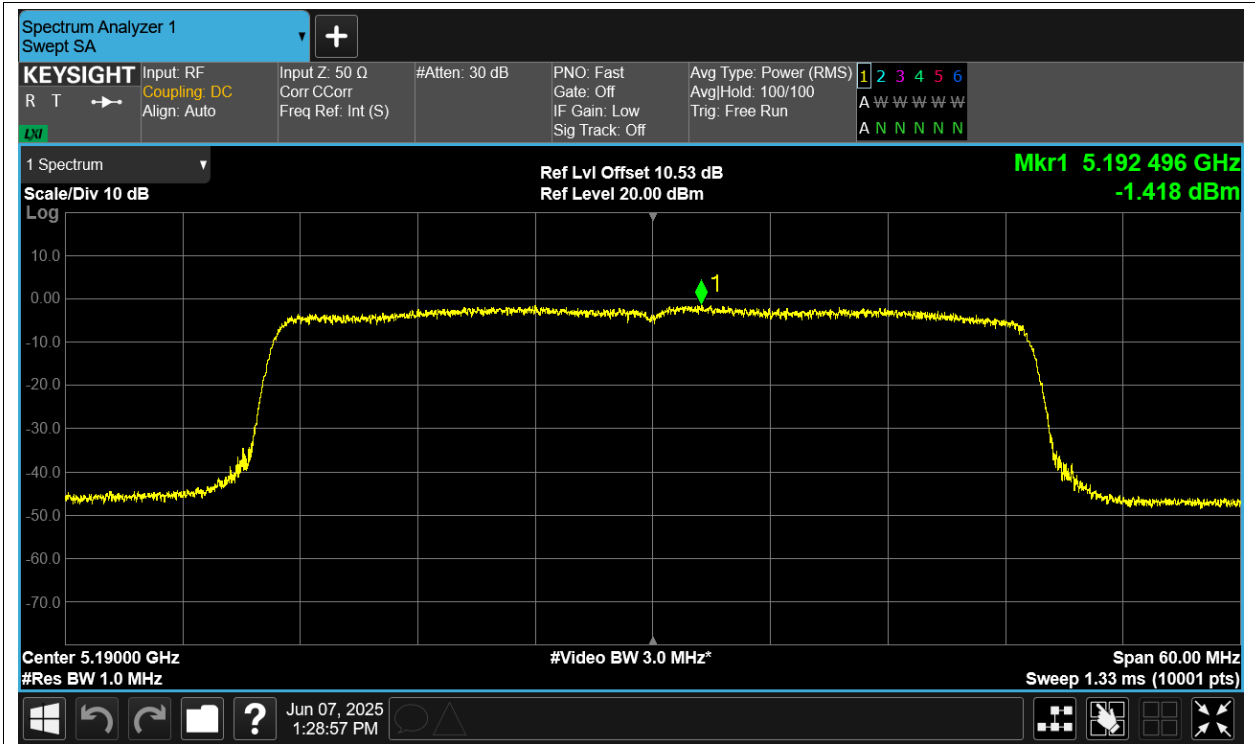 Spectrum Analyzer 1
Swept SA
KEYSIGHT
R T
LXI
Input: RF
Coupling: DC
Align: Auto
Input Z: 50 Ω
Corr CCorr
Freq Ref: Int (S)
#Atten: 30 dB
PNO: Fast
Gate: Off
IF Gain: Low
Sig Track: Off
Avg Type: Power (RMS)
Avg|Hold: 100/100
Trig: Free Run
1 2 3 4 5 6
A W W W W W
A N N N N N
1 Spectrum
Scale/Div 10 dB
Log
Ref Lvl Offset 10.53 dB
Ref Level 20.00 dBm
Mkr1 5.192 496 GHz
-1.418 dBm
10.0
0.00
-10.0
-20.0
-30.0
-40.0
-50.0
-60.0
-70.0
1
Center 5.19000 GHz
#Res BW 1.0 MHz
#Video BW 3.0 MHz*
Span 60.00 MHz
Sweep 1.33 ms (10001 pts)
?
Jun 07, 2025
1:28:57 PM